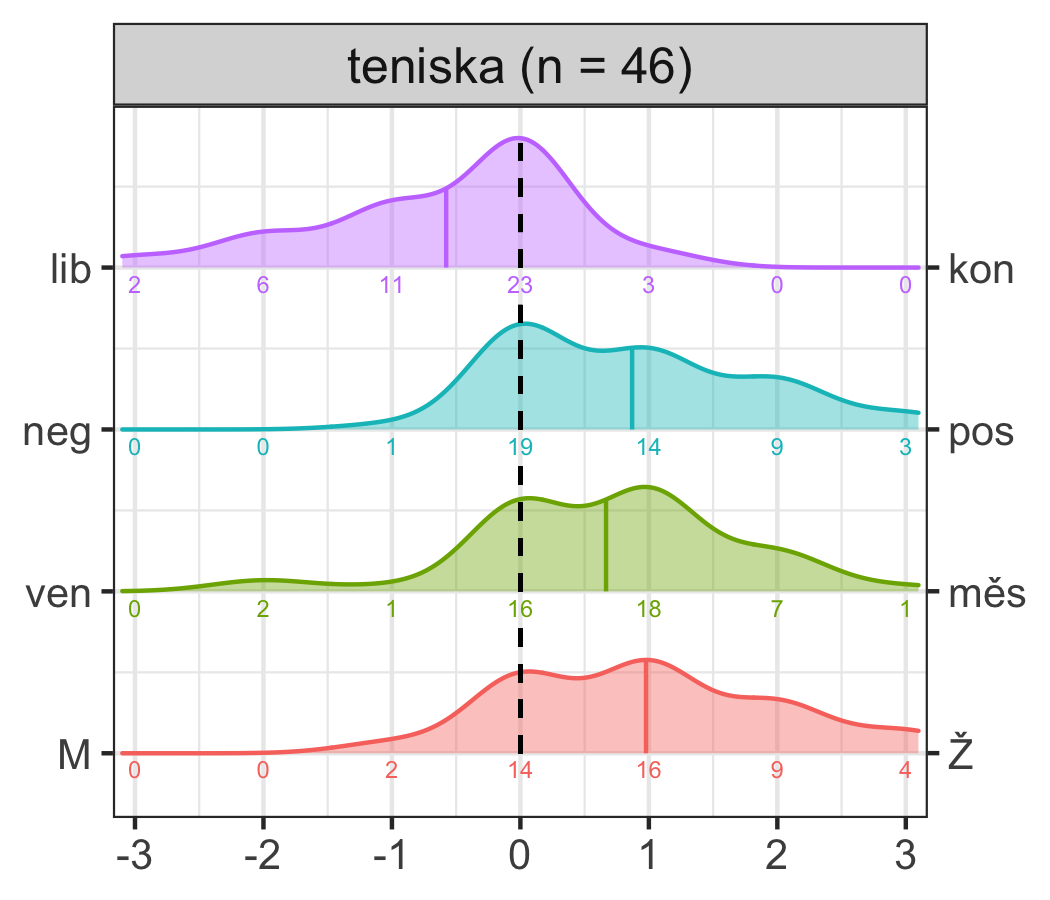 teniska (n = 46)
lib kon
2 6 11 23 3 0 0
neg pos
0 0 1 19 14 9 3
ven měs
0 2 1 16 18 7 1
M Ž
0 0 2 14 16 9 4
-3 -2 -1 0 1 2 3